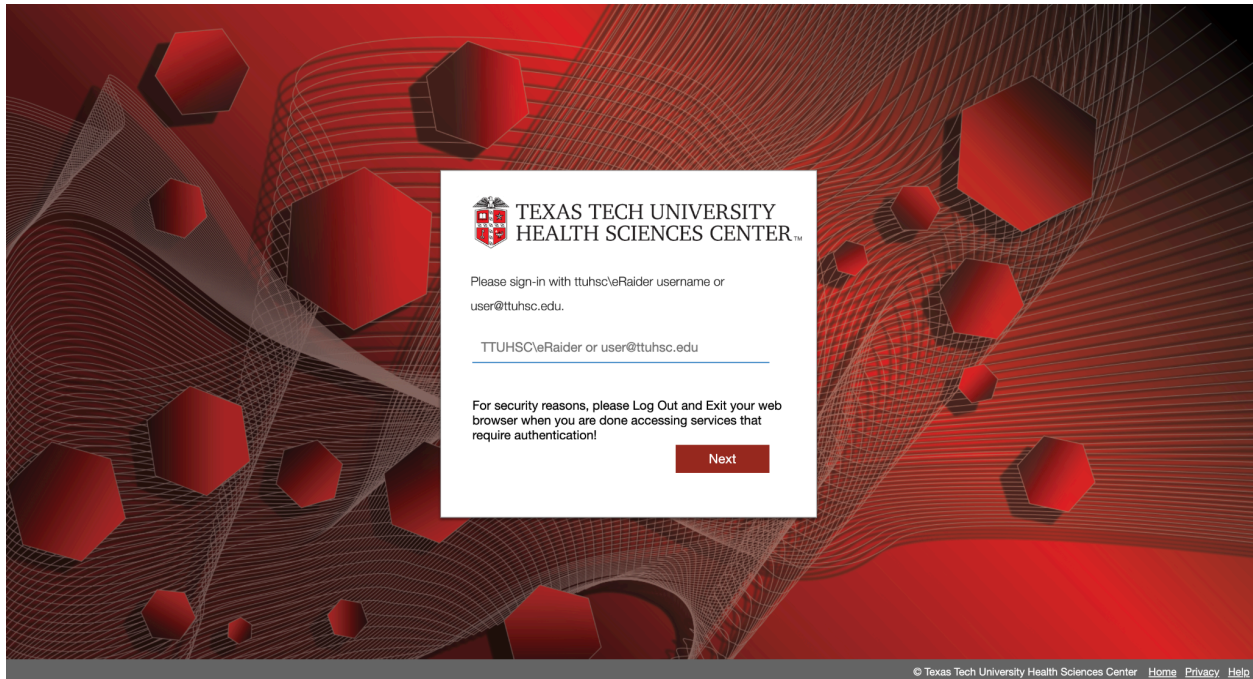 TEXAS TECH UNIVERSITY
HEALTH SCIENCES CENTER™
Please sign-in with ttuhsc\eRaider username or
user@ttuhsc.edu.
TTUHSC\eRaider or user@ttuhsc.edu
For security reasons, please Log Out and Exit your web
browser when you are done accessing services that
require authentication!
Next
© Texas Tech University Health Sciences Center Home Privacy Help